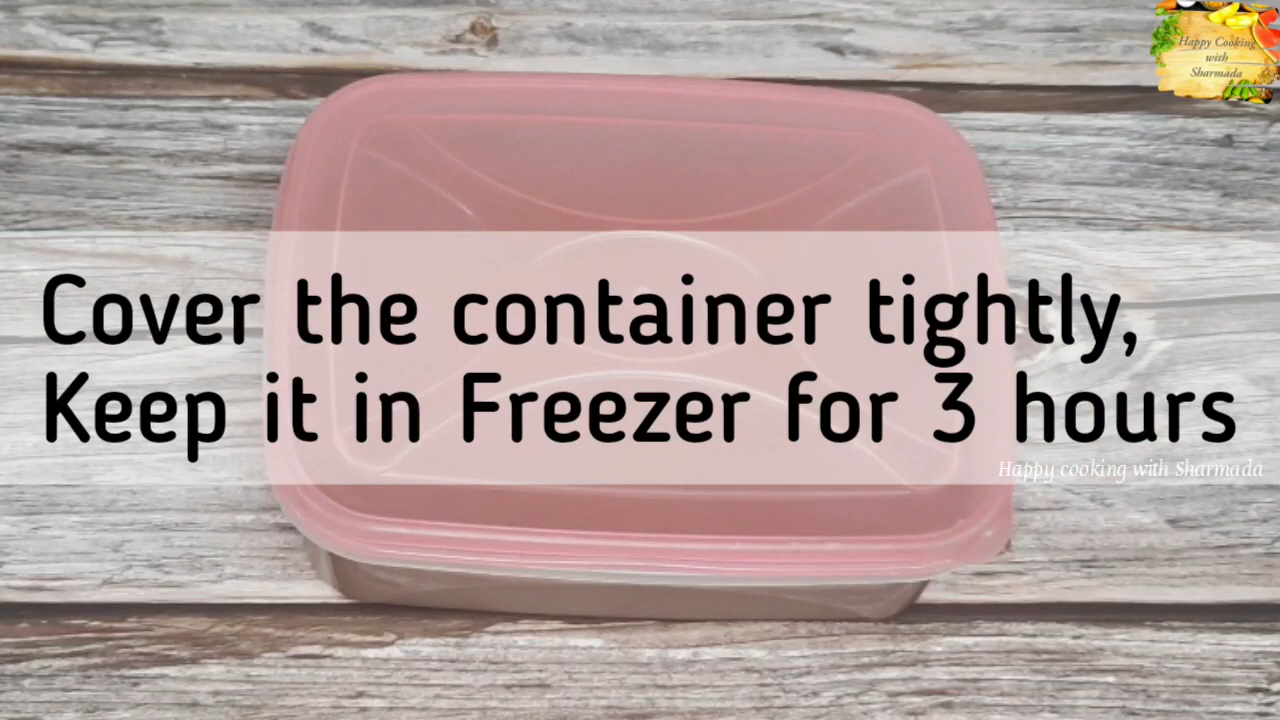 Happy Cooking
with
Sharmada
Cover the container tightly,
Keep it in Freezer for 3 hours
Happy cooking with Sharmada